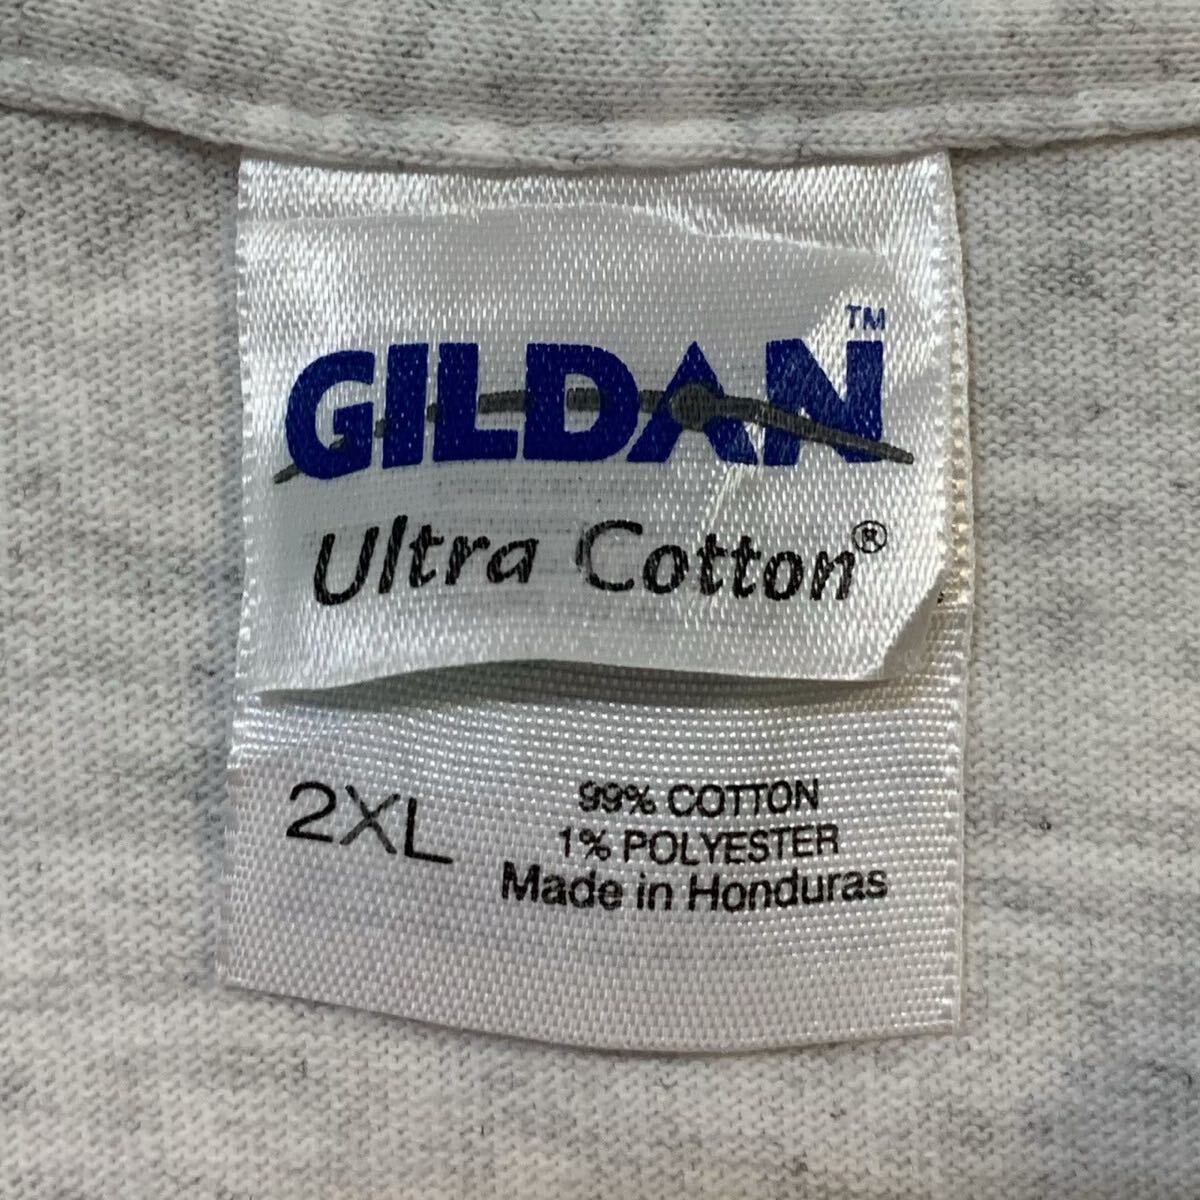 GILDAN™
Ultra Cotton®
2XL
99% COTTON
1% POLYESTER
Made in Honduras